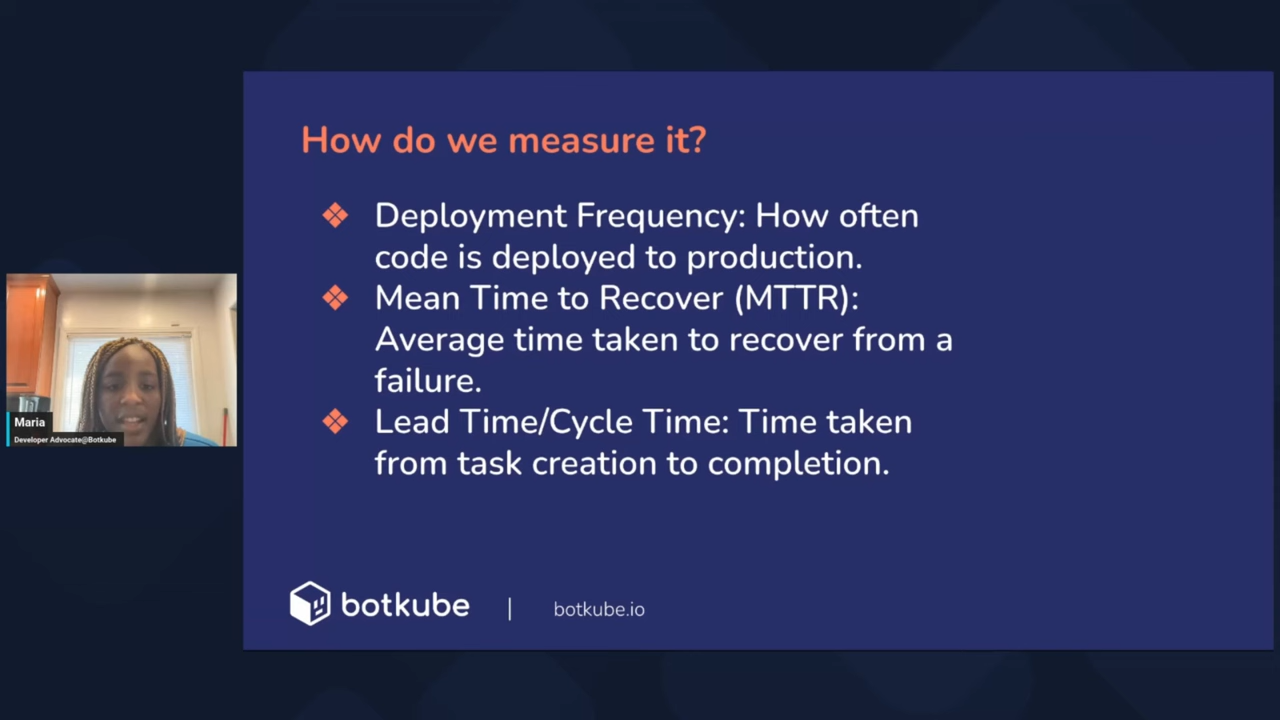 How do we measure it?
Deployment Frequency: How often
code is deployed to production.
Mean Time to Recover (MTTR):
Average time taken to recover from a
failure.
Lead Time/Cycle Time: Time taken
from task creation to completion.
Maria
Developer Advocate@Botkube
botkube | botkube.io